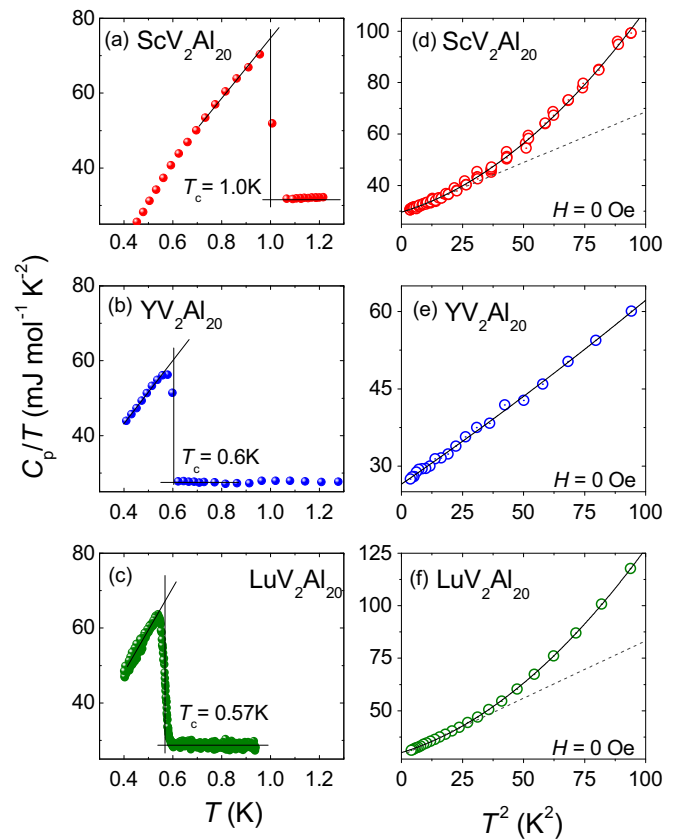 (a) ScV₂Al₂₀
80
60
40
T_c = 1.0K
0.4 0.6 0.8 1.0 1.2
(d) ScV₂Al₂₀
100
80
60
40
H = 0 Oe
0 25 50 75 100
(b) YV₂Al₂₀
80
60
40
T_c = 0.6K
0.4 0.6 0.8 1.0 1.2
(e) YV₂Al₂₀
75
60
45
30
H = 0 Oe
0 25 50 75 100
C_p/T (mJ mol⁻¹ K⁻²)
(c) LuV₂Al₂₀
80
60
40
T_c = 0.57K
0.4 0.6 0.8 1.0 1.2
T (K)
(f) LuV₂Al₂₀
125
100
75
50
H = 0 Oe
0 25 50 75 100
T² (K²)